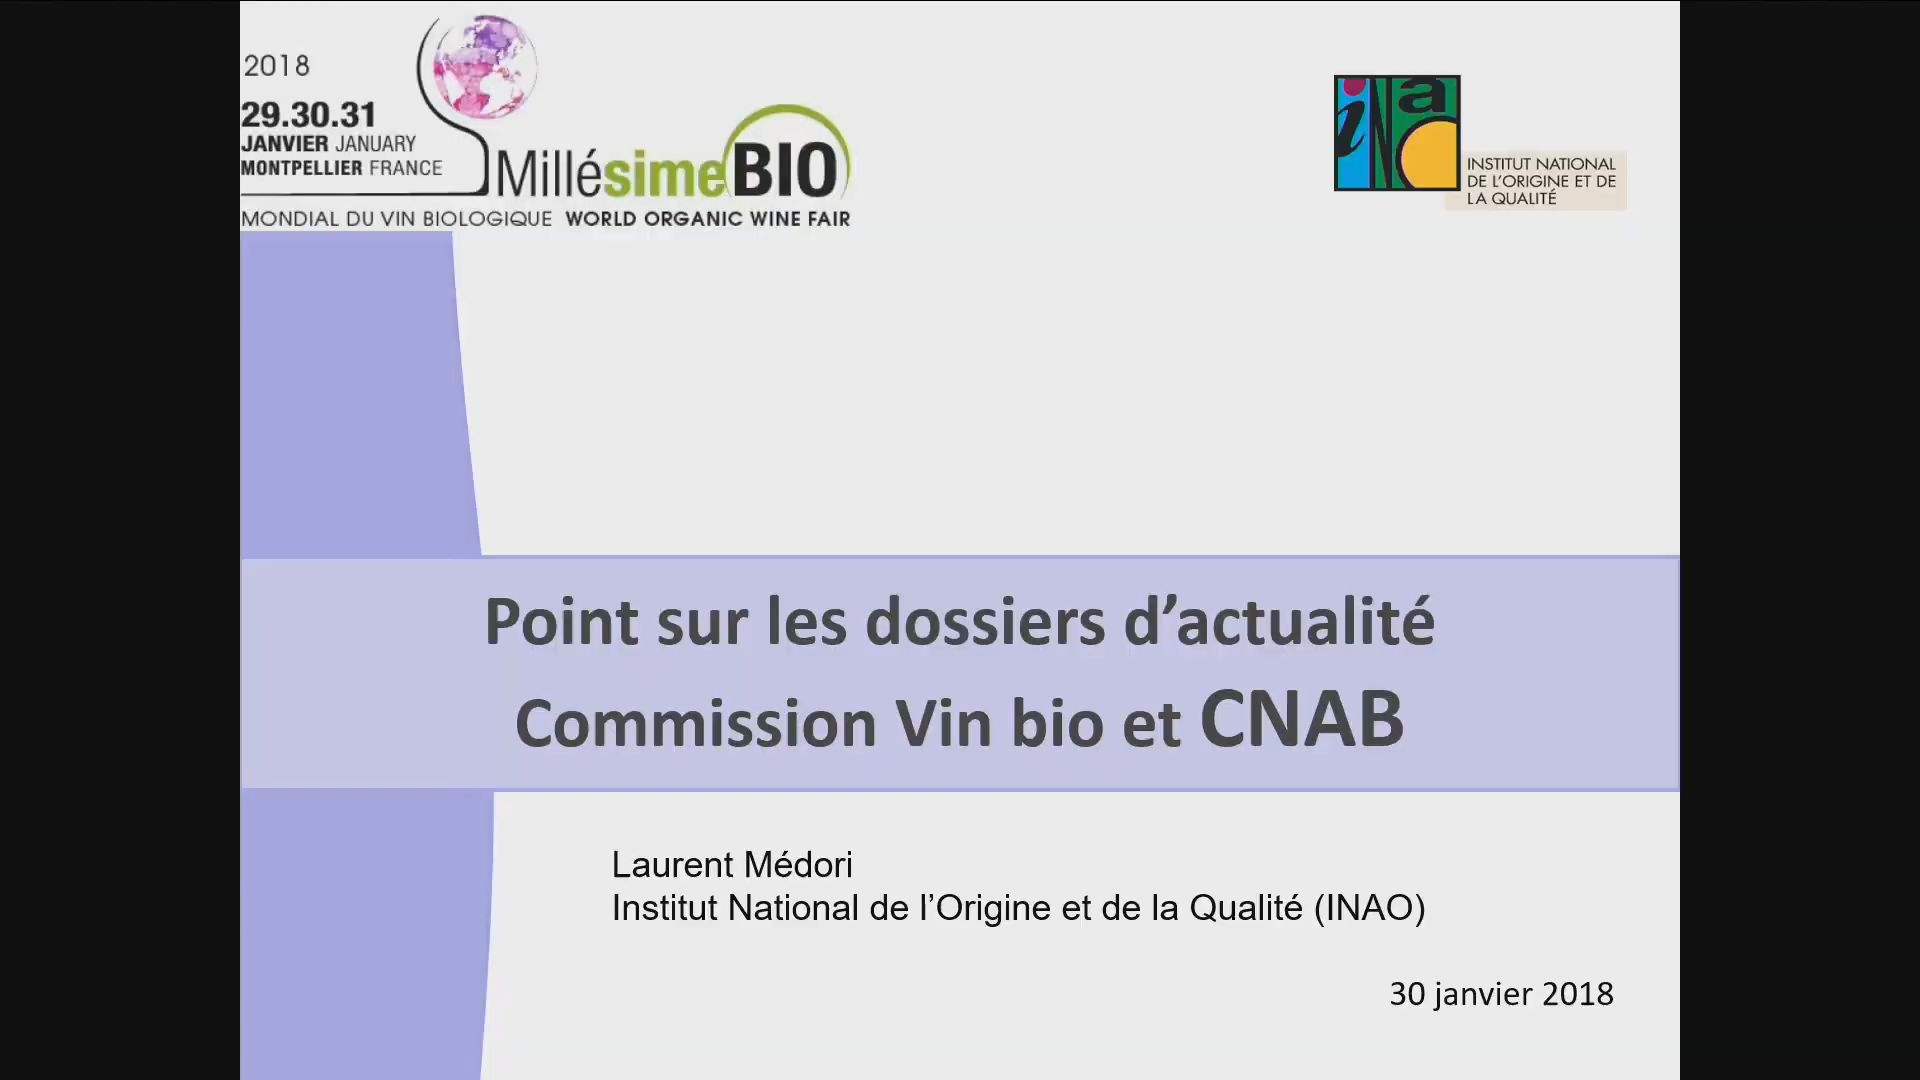 2018
29.30.31
JANVIER JANUARY
MONTPELLIER FRANCE
MillésimeBIO
MONDIAL DU VIN BIOLOGIQUE WORLD ORGANIC WINE FAIR
iNaO
INSTITUT NATIONAL
DE L'ORIGINE ET DE
LA QUALITÉ
Point sur les dossiers d’actualité
Commission Vin bio et CNAB
Laurent Médori
Institut National de l’Origine et de la Qualité (INAO)
30 janvier 2018